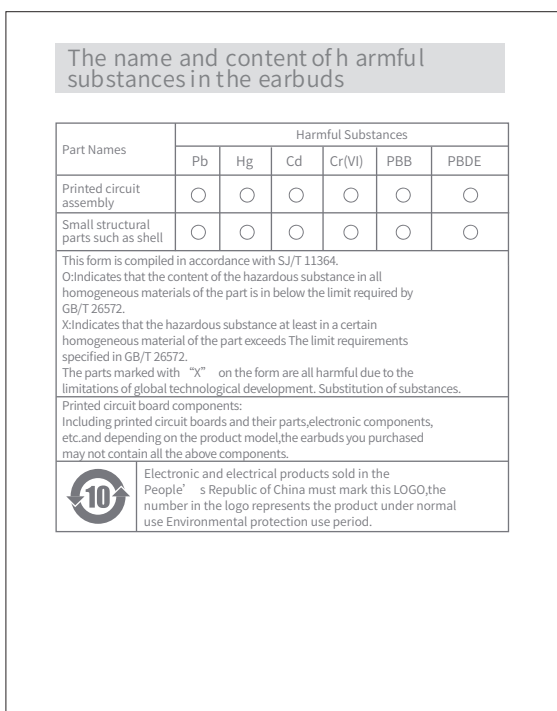 The name and content of h armful
substances in the earbuds
Part Names
Harmful Substances
Pb Hg Cd Cr(VI) PBB PBDE
Printed circuit
assembly
○ ○ ○ ○ ○ ○
Small structural
parts such as shell
○ ○ ○ ○ ○ ○
This form is compiled in accordance with SJ/T 11364.
O:Indicates that the content of the hazardous substance in all
homogeneous materials of the part is in below the limit required by
GB/T 26572.
X:Indicates that the hazardous substance at least in a certain
homogeneous material of the part exceeds The limit requirements
specified in GB/T 26572.
The parts marked with “X” on the form are all harmful due to the
limitations of global technological development. Substitution of substances.
Printed circuit board components:
Including printed circuit boards and their parts,electronic components,
etc.and depending on the product model,the earbuds you purchased
may not contain all the above components.
10
Electronic and electrical products sold in the
People’ s Republic of China must mark this LOGO,the
number in the logo represents the product under normal
use Environmental protection use period.